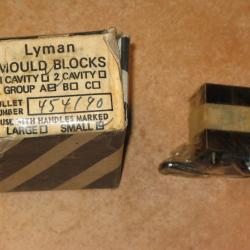 Lyman
MOULD BLOCKS
1 CAVITY 2 CAVITY
GROUP A B C
BULLET
NUMBER 454190
USE WITH HANDLES MARKED
LARGE SMALL